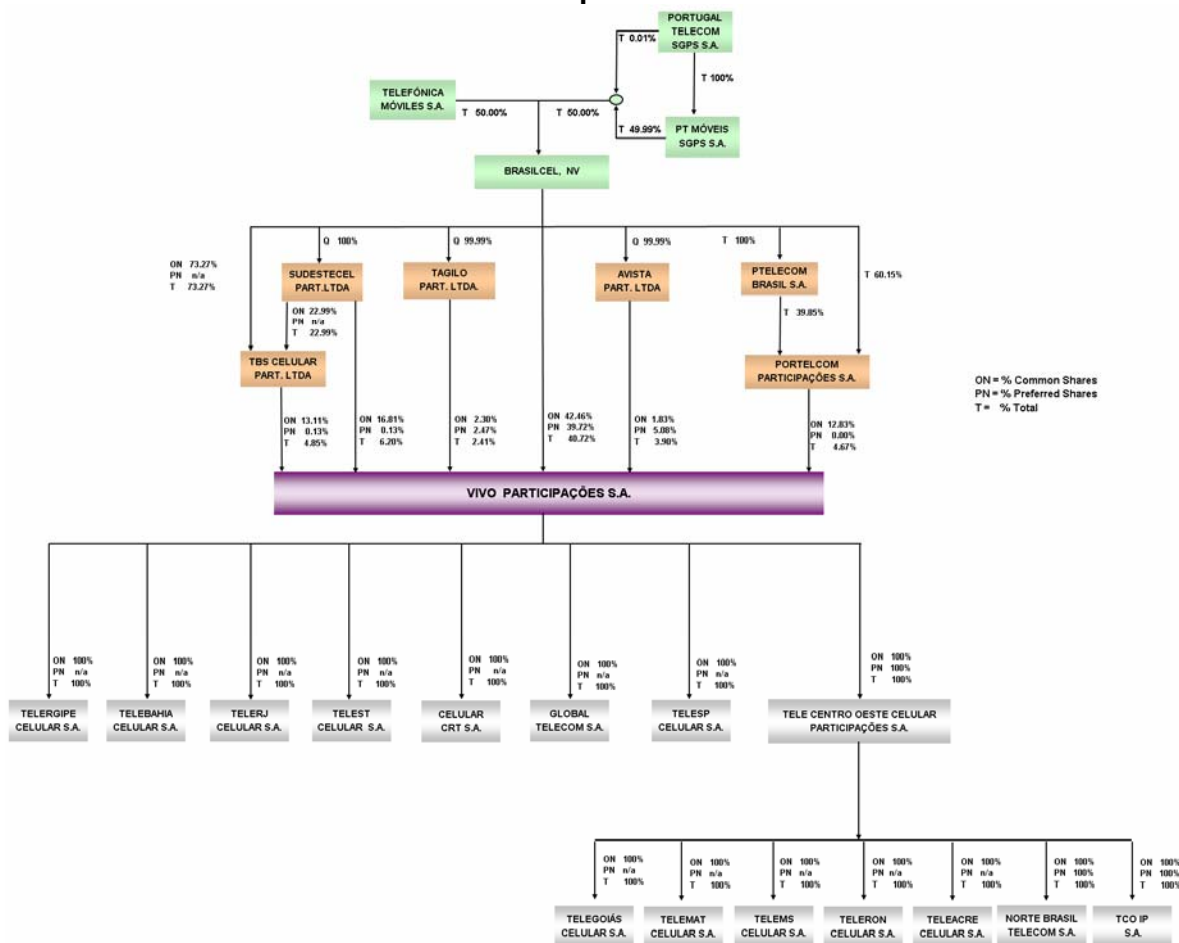 PORTUGAL
TELECOM
SGPS S.A.
T 0.01%
T 100%
TELEFÓNICA
MÓVILES S.A.
T 50.00%
T 50.00%
T 49.99%
PT MÓVEIS
SGPS S.A.
BRASILCEL, NV
ON 73.27%
PN n/a
T 73.27%
Q 100%
Q 99.99%
Q 99.99%
T 100%
T 60.15%
SUDESTECEL
PART.LTDA
TAGILO
PART. LTDA.
AVISTA
PART. LTDA
PTELECOM
BRASIL S.A.
ON 22.99%
PN n/a
T 22.99%
T 39.85%
TBS CELULAR
PART. LTDA
PORTELCOM
PARTICIPAÇÕES S.A.
ON = % Common Shares
PN = % Preferred Shares
T = % Total
ON 13.11%
PN 0.13%
T 4.85%
ON 16.81%
PN 0.13%
T 6.20%
ON 2.30%
PN 2.47%
T 2.41%
ON 42.46%
PN 39.72%
T 40.72%
ON 1.83%
PN 5.08%
T 3.90%
ON 12.83%
PN 0.00%
T 4.67%
VIVO PARTICIPAÇÕES S.A.
ON 100%
PN n/a
T 100%
ON 100%
PN n/a
T 100%
ON 100%
PN n/a
T 100%
ON 100%
PN n/a
T 100%
ON 100%
PN n/a
T 100%
ON 100%
PN n/a
T 100%
ON 100%
PN n/a
T 100%
ON 100%
PN 100%
T 100%
TELERGIPE
CELULAR S.A.
TELEBAHIA
CELULAR S.A.
TELERJ
CELULAR S.A.
TELEST
CELULAR S.A.
CELULAR
CRT S.A.
GLOBAL
TELECOM S.A.
TELESP
CELULAR S.A.
TELE CENTRO OESTE CELULAR
PARTICIPAÇÕES S.A.
ON 100%
PN n/a
T 100%
ON 100%
PN n/a
T 100%
ON 100%
PN n/a
T 100%
ON 100%
PN n/a
T 100%
ON 100%
PN n/a
T 100%
ON 100%
PN 100%
T 100%
ON 100%
PN 100%
T 100%
TELEGOIÁS
CELULAR S.A.
TELEMAT
CELULAR S.A.
TELEMS
CELULAR S.A.
TELERON
CELULAR S.A.
TELEACRE
CELULAR S.A.
NORTE BRASIL
TELECOM S.A.
TCO IP
S.A.